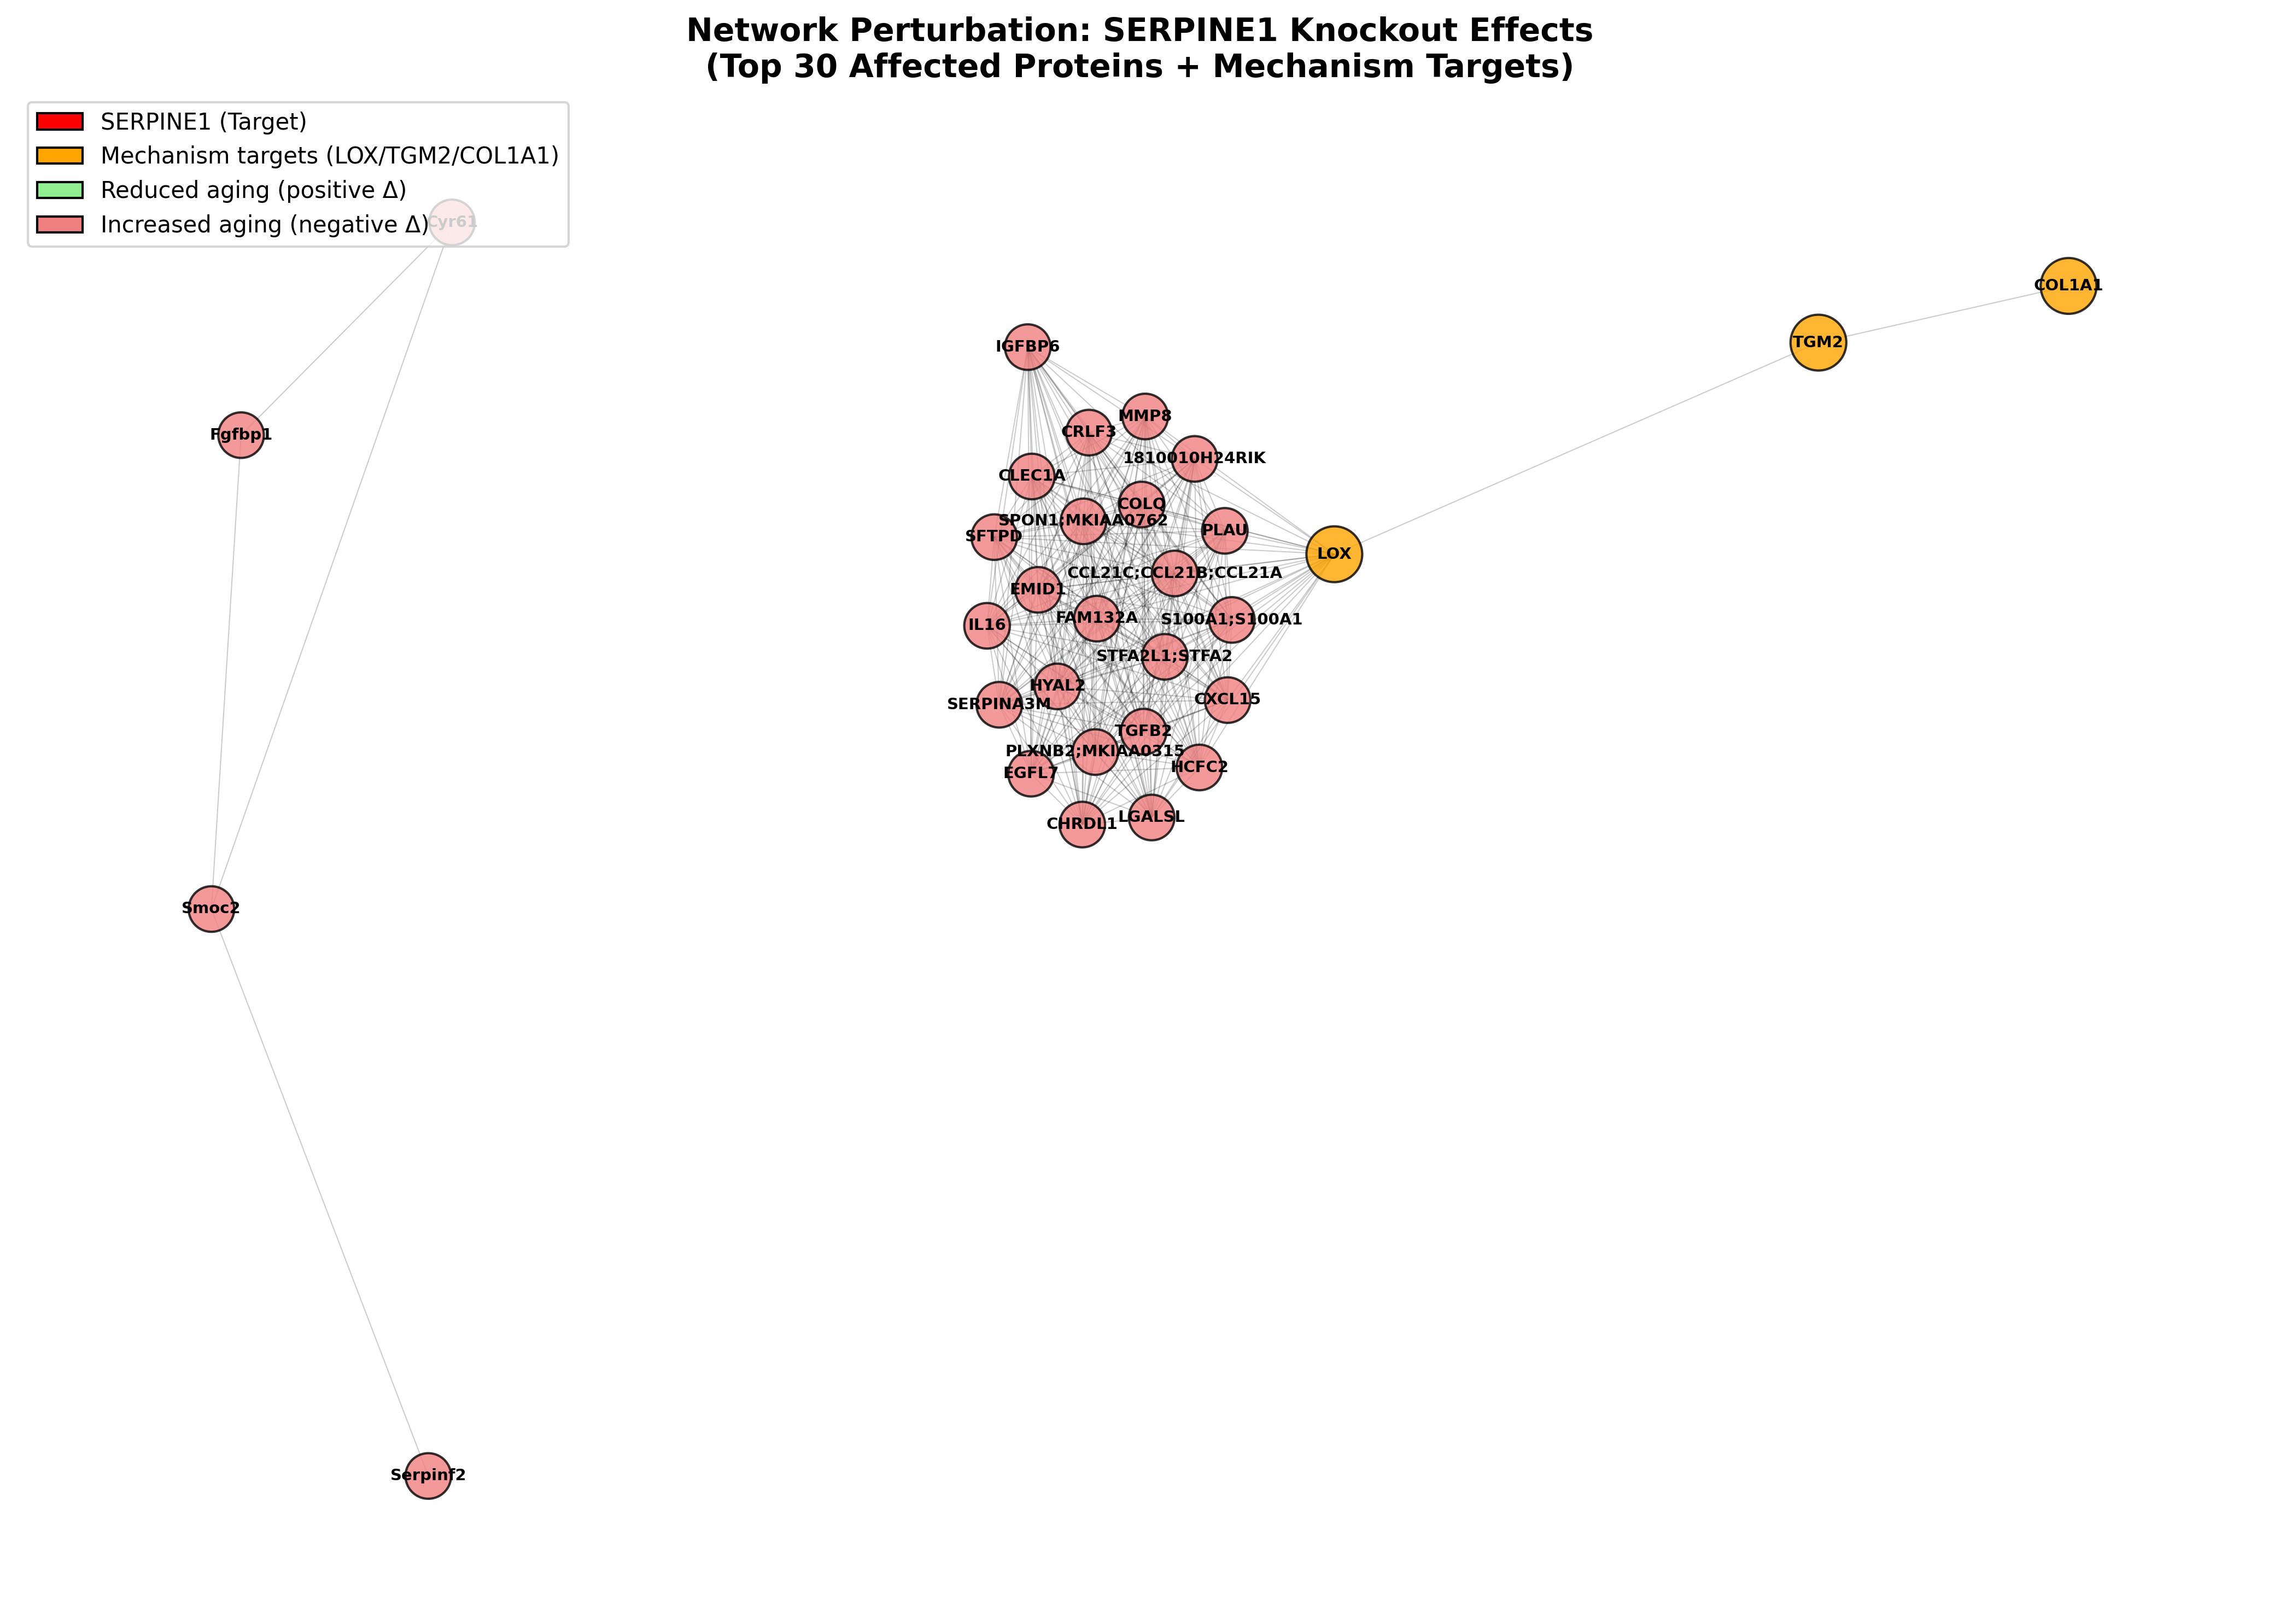 Network Perturbation: SERPINE1 Knockout Effects
(Top 30 Affected Proteins + Mechanism Targets)
SERPINE1 (Target)
Mechanism targets (LOX/TGM2/COL1A1)
Reduced aging (positive Δ)
Increased aging (negative Δ)
Cyr61
COL1A1
TGM2
IGFBP6
MMP8
CRLF3
Fgfbp1
1810010H24RIK
CLEC1A
COLQ
SPON1;MKIAA0762
PLAU
SFTPD
LOX
CCL21C;CCL21B;CCL21A
EMID1
FAM132A
S100A1;S100A1
IL16
STFA2L1;STFA2
HYAL2
CXCL15
SERPINA3M
TGFB2
PLXNB2;MKIAA0315
HCFC2
EGFL7
LGALSL
CHRDL1
Smoc2
Serpinf2